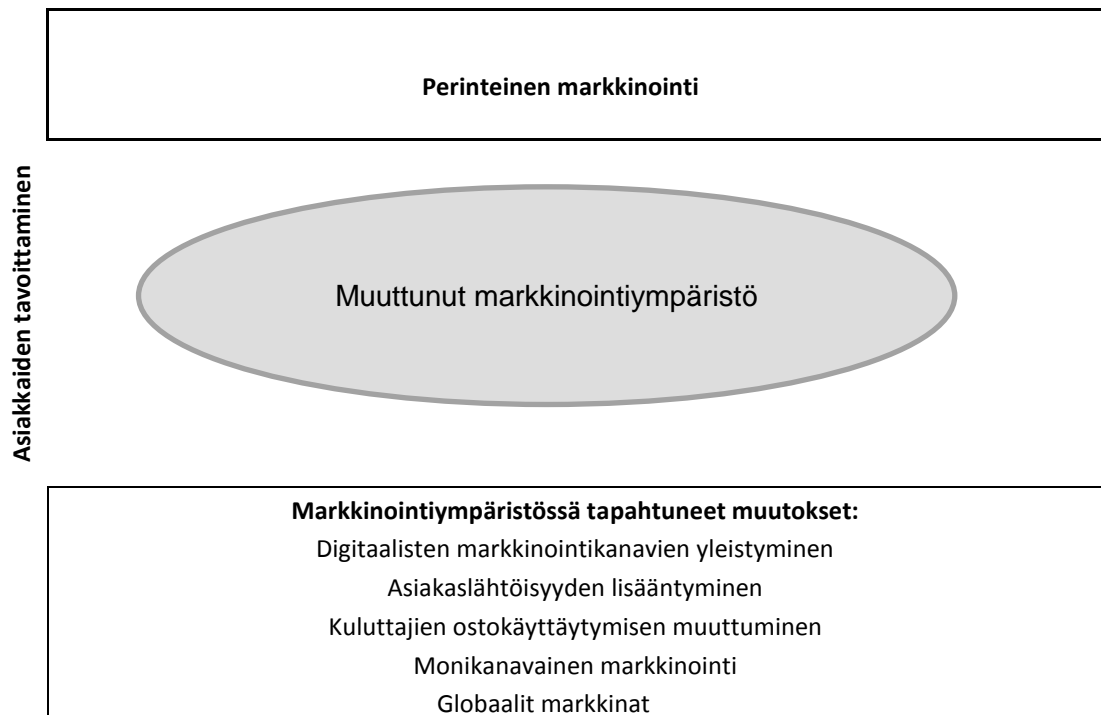 Perinteinen markkinointi
Asiakkaiden tavoittaminen
Muuttunut markkinointiympäristö
Markkinointiympäristössä tapahtuneet muutokset:
Digitaalisten markkinointikanavien yleistyminen
Asiakaslähtöisyyden lisääntyminen
Kuluttajien ostokäyttäytymisen muuttuminen
Monikanavainen markkinointi
Globaalit markkinat